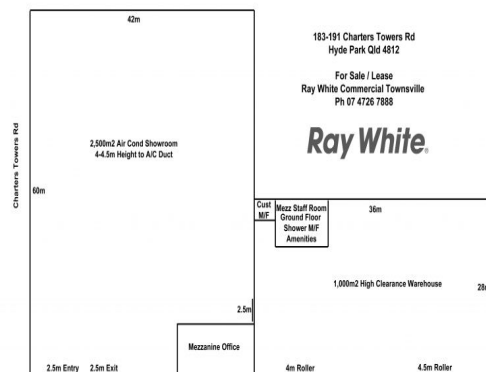 42m
183-191 Charters Towers Rd
Hyde Park Qld 4812
For Sale / Lease
Ray White Commercial Townsville
Ph 07 4726 7888
RayWhite.
Charters Towers Rd
2,500m2 Air Cond Showroom
4-4.5m Height to A/C Duct
60m
Cust
M/F
Mezz Staff Room
Ground Floor
Shower M/F
Amenities
36m
1,000m2 High Clearance Warehouse
2.5m
Mezzanine Office
2.5m Entry
2.5m Exit
4m Roller
4.5m Roller